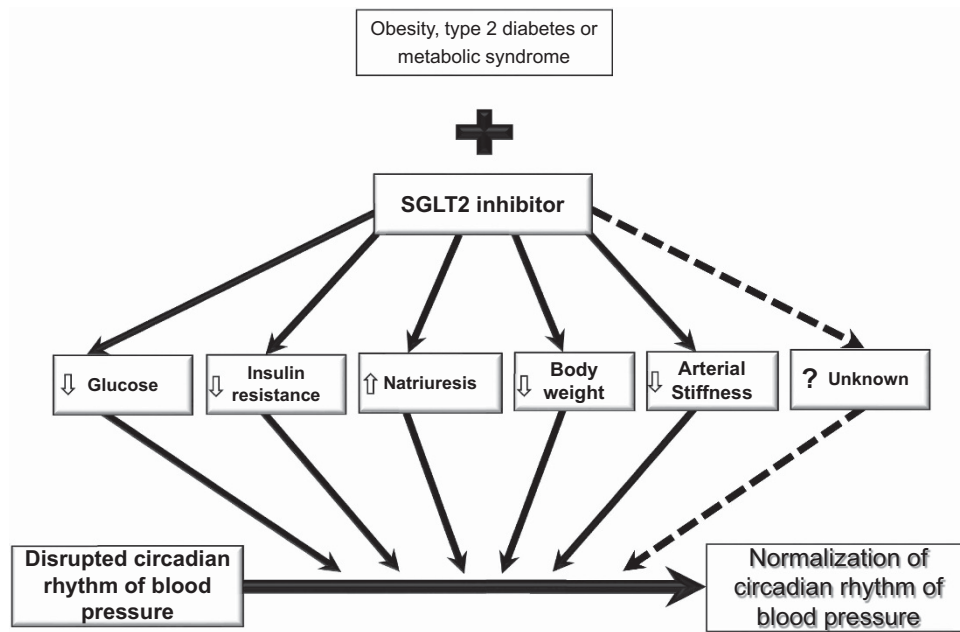 Obesity, type 2 diabetes or
metabolic syndrome
SGLT2 inhibitor
⇩ Glucose
⇩ Insulin
resistance
⇧ Natriuresis
⇩ Body
weight
⇩ Arterial
Stiffness
? Unknown
Disrupted circadian
rhythm of blood
pressure
Normalization of
circadian rhythm of
blood pressure